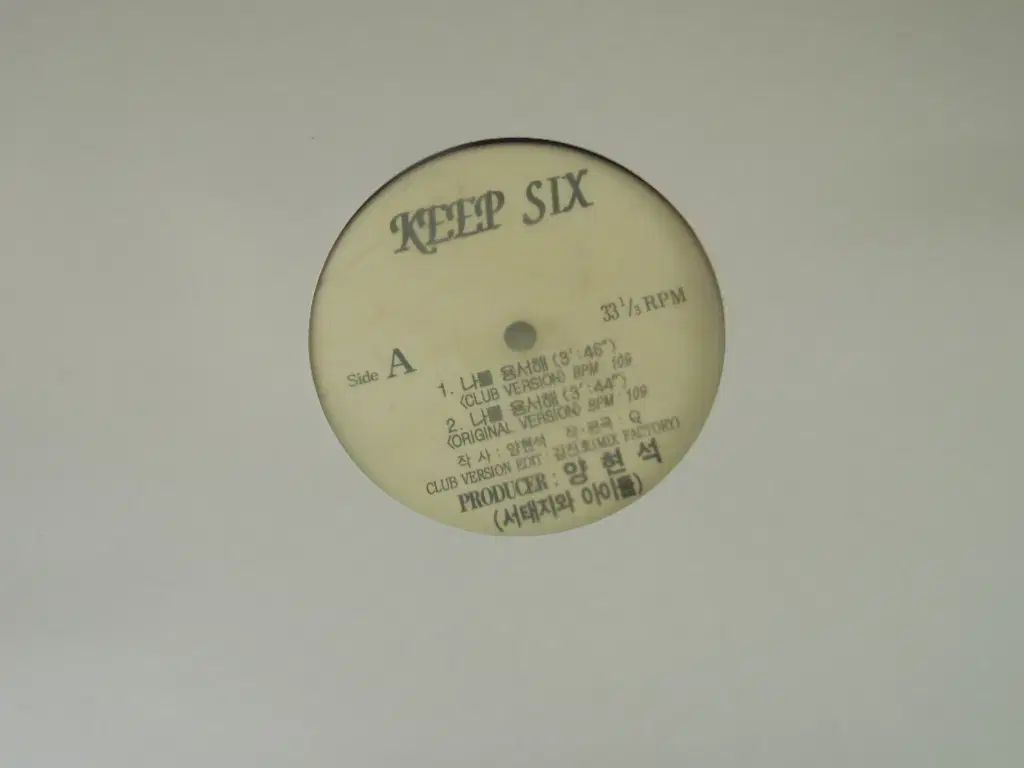 KEEP SIX
33 1/3 RPM
Side A
1. 나를 용서해 (3':46")
(CLUB VERSION) BPM 109
2. 나를 용서해 (3':44")
(ORIGINAL VERSION) BPM 109
작 사 : 양현석 작·편곡 : Q
CLUB VERSION EDIT : 김진호(MIX FACTORY)
PRODUCER : 양 현 석
(서태지와 아이들)